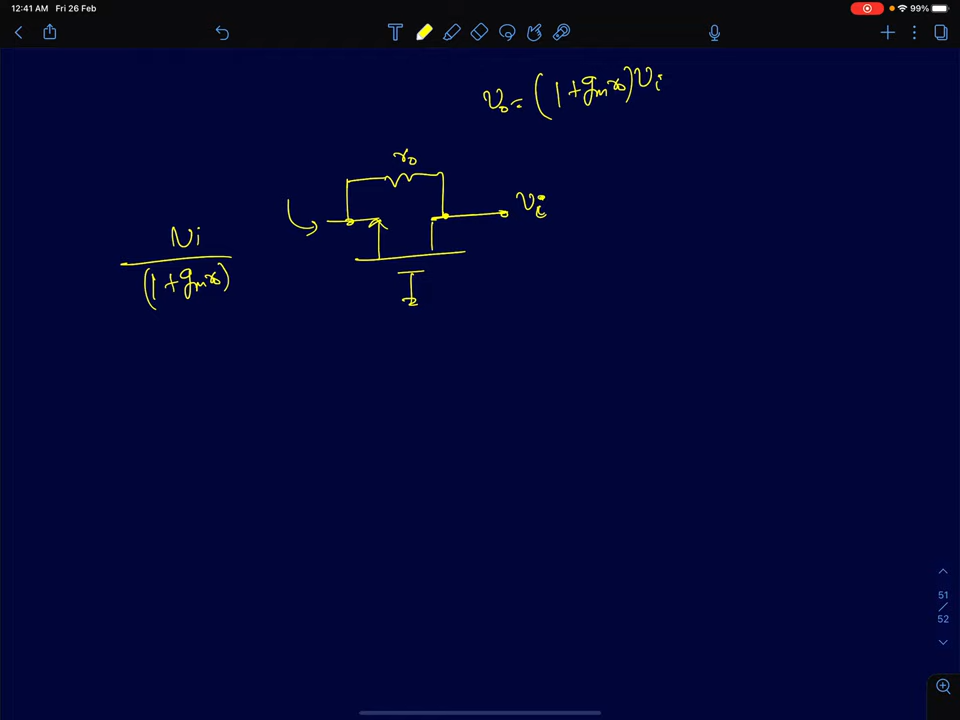 12:41 AM Fri 26 Feb
99%
v₀ = (1 + gₘr₀)vᵢ
r₀
vᵢ
vᵢ
(1 + gₘr₀)
51
/
52